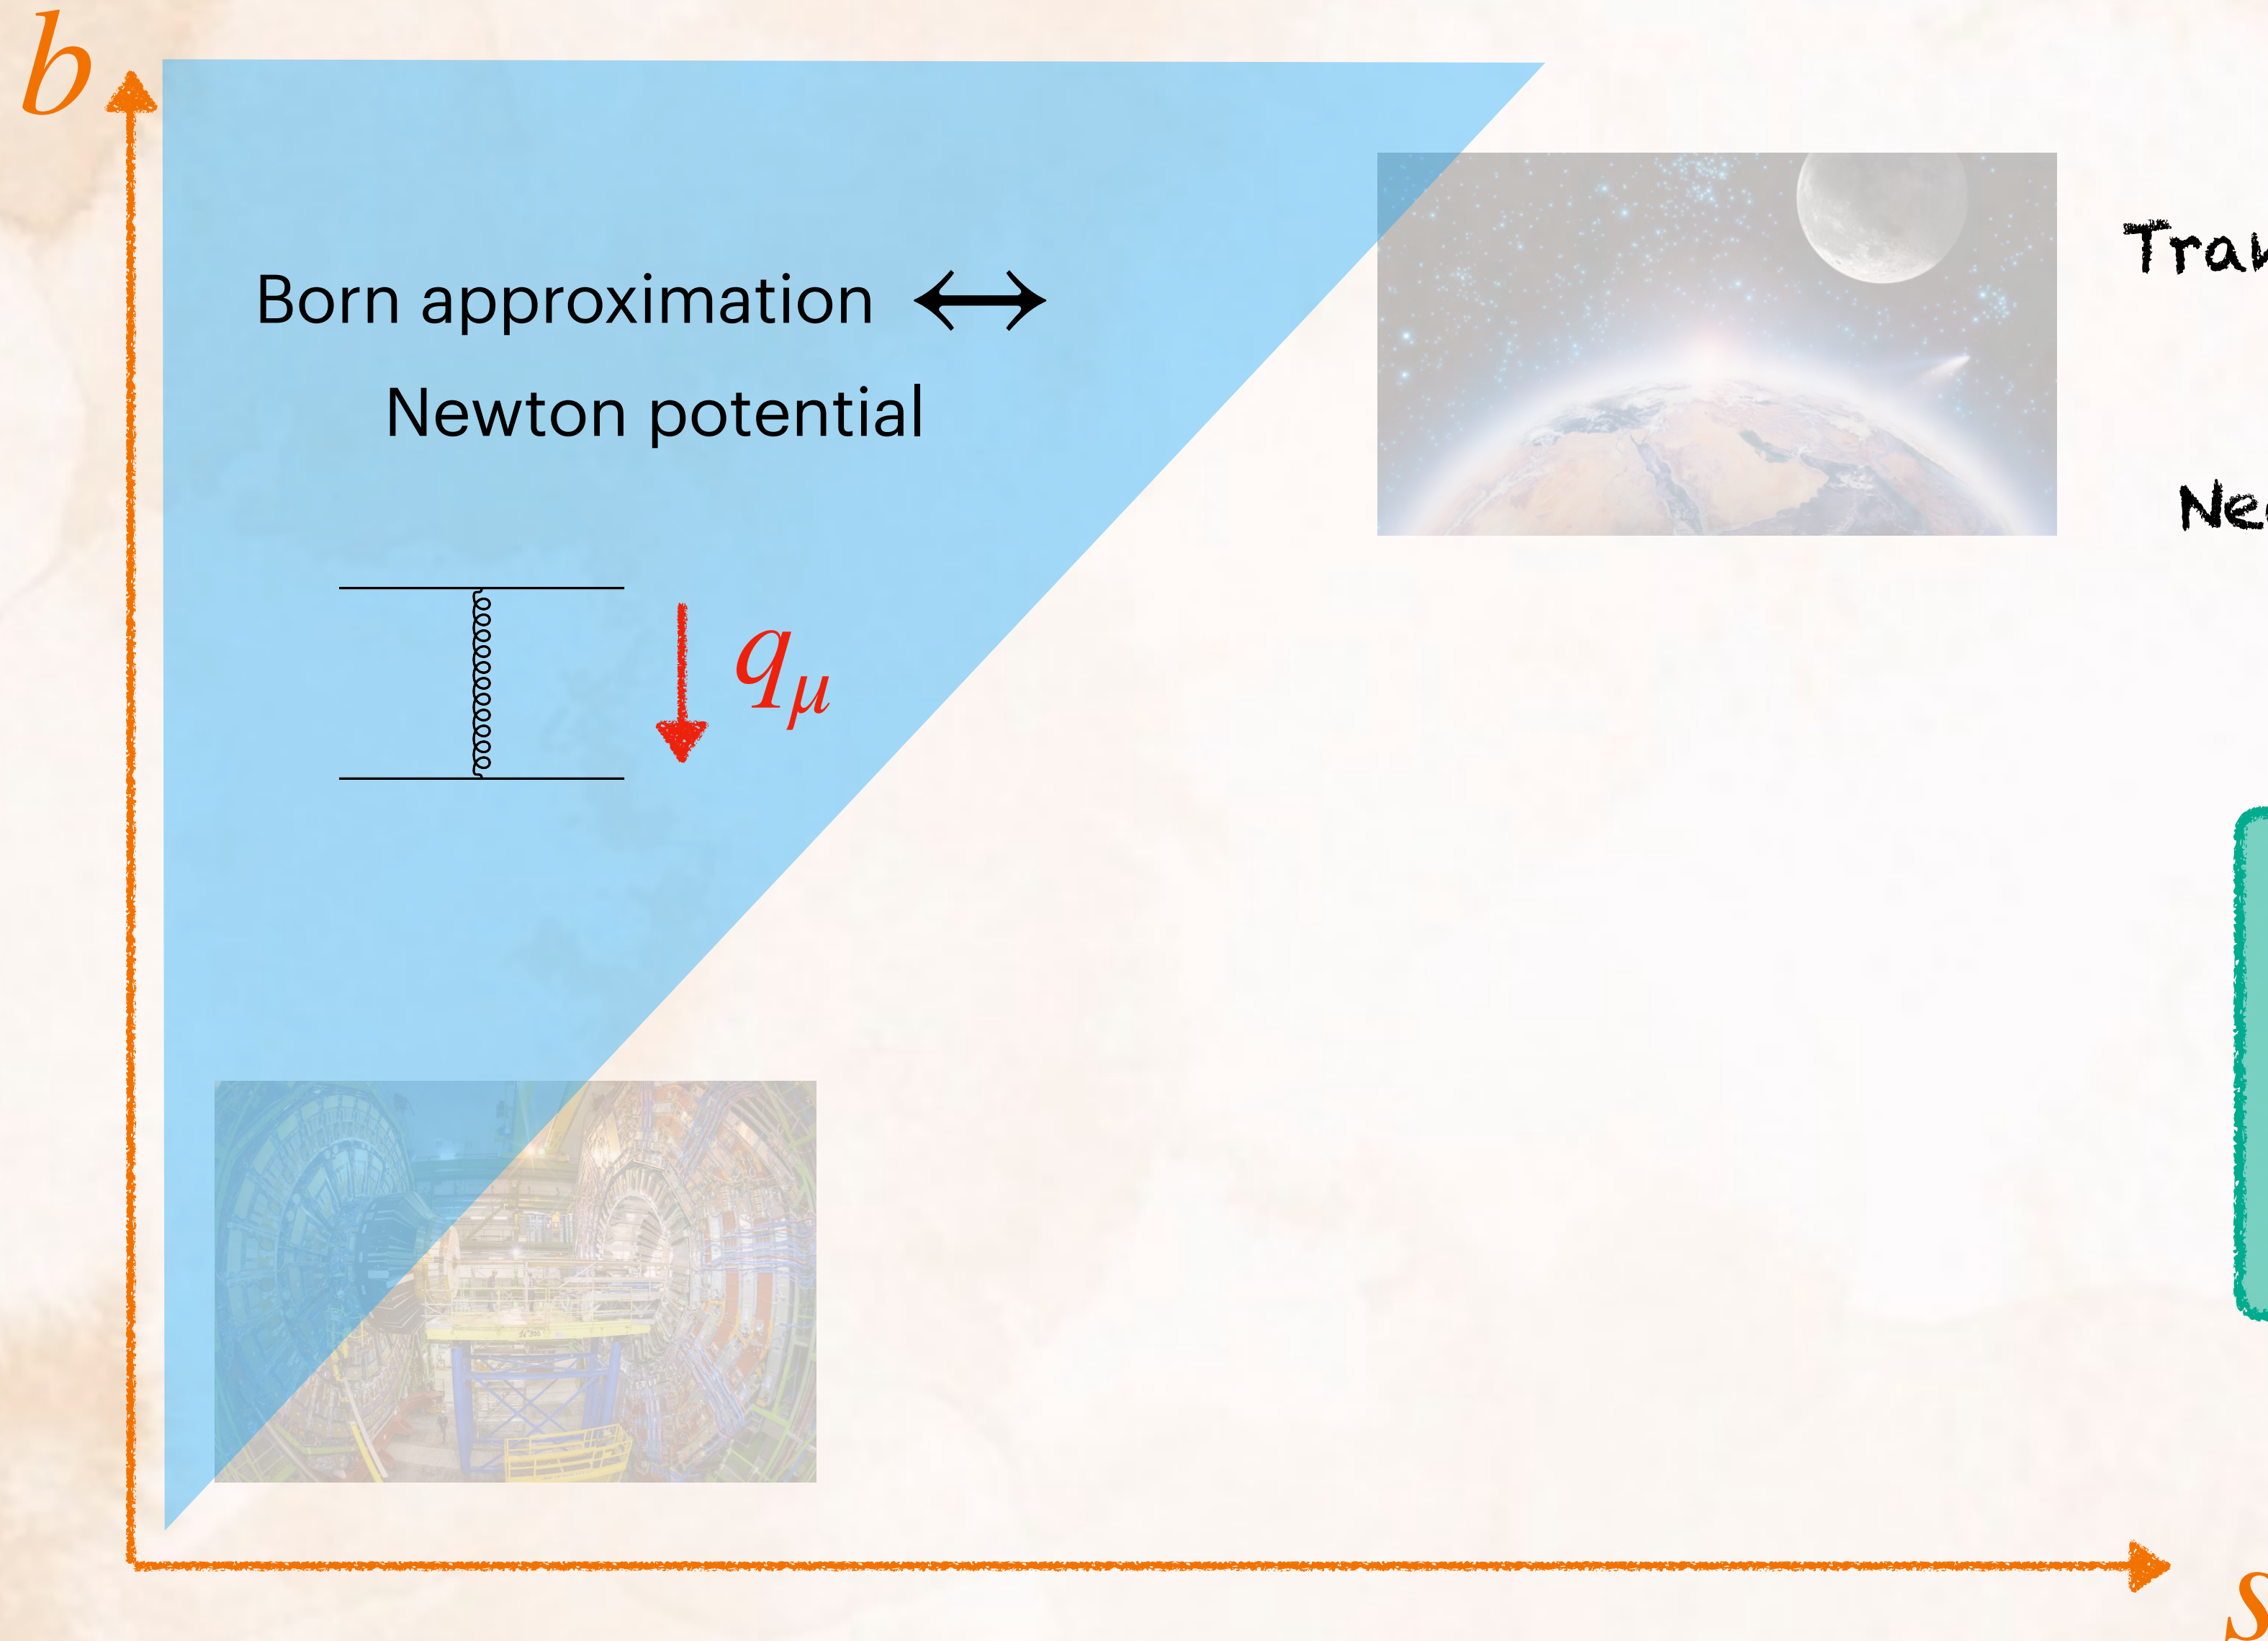 b
Born approximation ⟷
Newton potential
q_μ
s